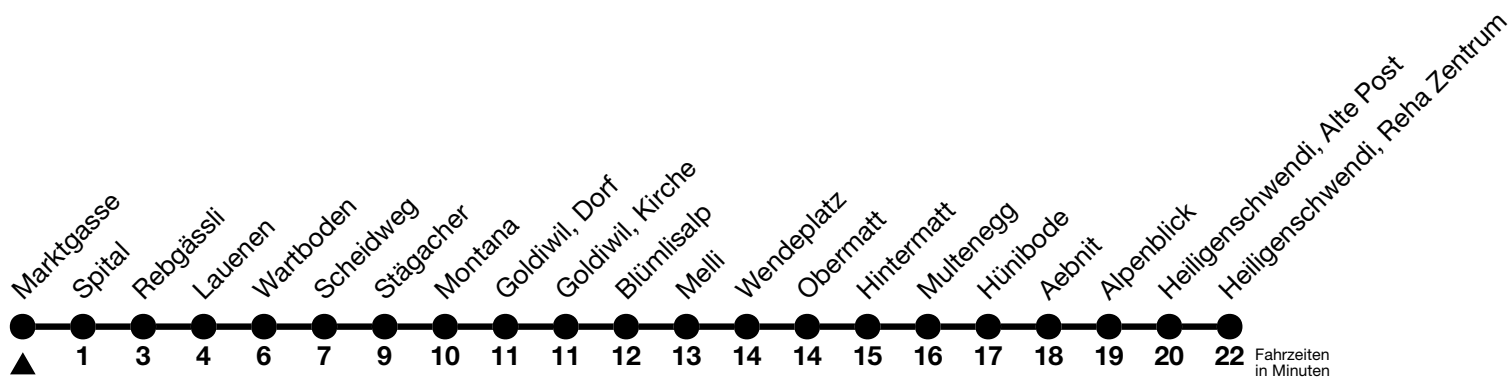 Marktgasse
Spital
Rebgässli
Lauenen
Wartboden
Scheidweg
Stägacher
Montana
Goldiwil, Dorf
Goldiwil, Kirche
Blümlisalp
Melli
Wendeplatz
Obermatt
Hintermatt
Multenegg
Hünlbode
Aebnit
Alpenblick
Heiligenschwendi, Alte Post
Heiligenschwendi, Reha Zentrum
1 3 4 6 7 9 10 11 11 12 13 14 14 15 16 17 18 19 20 22
Fahrzeiten
in Minuten